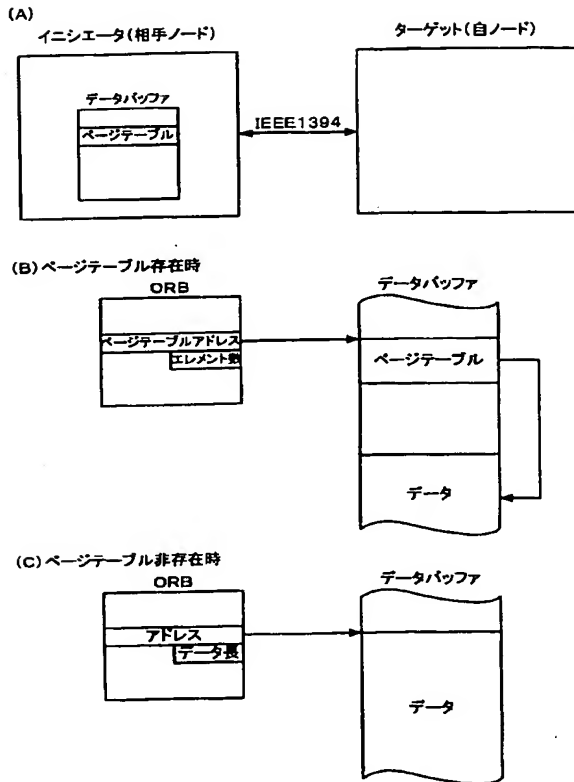 (A)
イニシエータ(相手ノード)
ターゲット(自ノード)
データバッファ
ページテーブル
IEEE1394
(B)ページテーブル存在時
ORB
データバッファ
ページテーブルアドレス
エレメント数
ページテーブル
データ
(C)ページテーブル非存在時
ORB
データバッファ
アドレス
データ長
データ